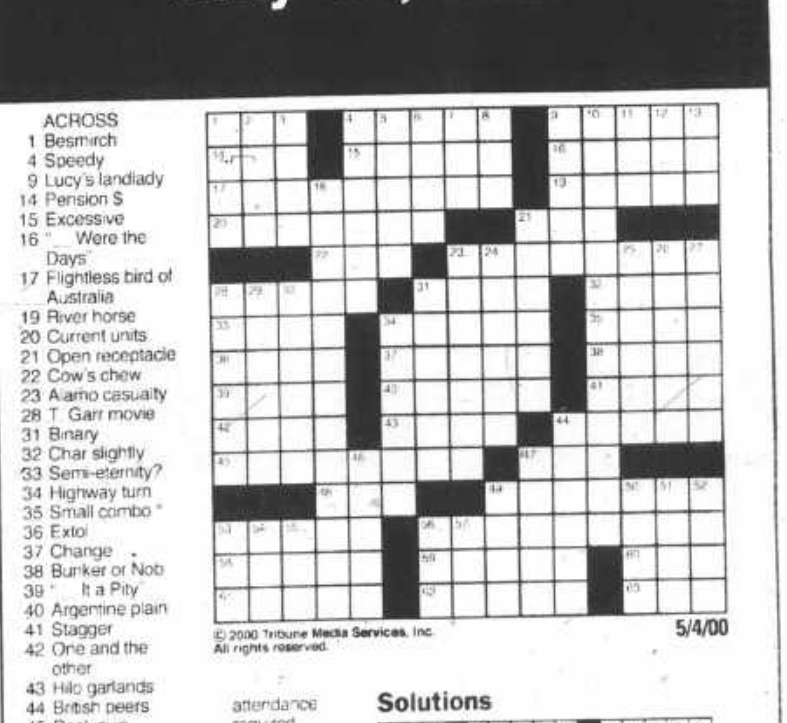 ACROSS
1 Besmirch
4 Speedy
9 Lucy's landlady
14 Pension $
15 Excessive
16 "__ Were the
Days"
17 Flightless bird of
Australia
19 River horse
20 Current units
21 Open receptacle
22 Cow's chew
23 Alamo casualty
28 T. Garr movie
31 Binary
32 Char slightly
33 Semi-eternity?
34 Highway turn
35 Small combo
36 Extol
37 Change
38 Bunker or Nob
39 "__ It a Pity"
40 Argentine plain
41 Stagger
42 One and the
other
43 Hilo garlands
44 British peers
© 2000 Tribune Media Services, Inc.
All rights reserved.
5/4/00
attendance
required
Solutions